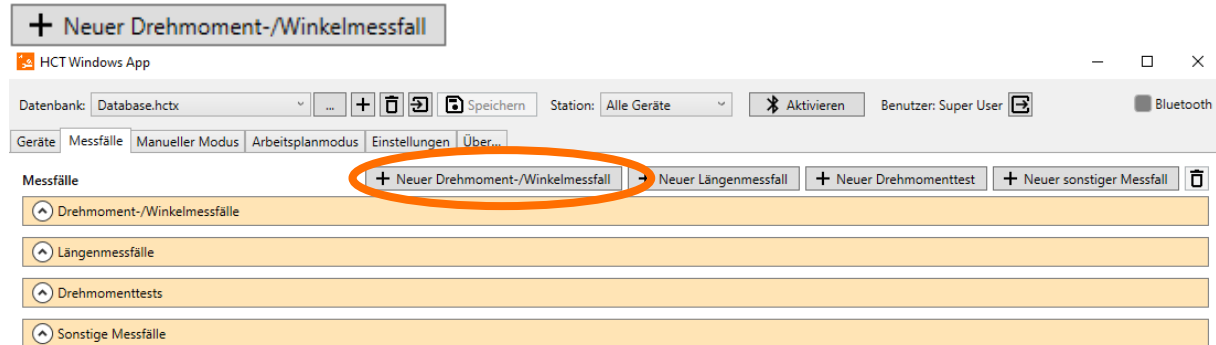 + Neuer Drehmoment-/Winkelmessfall
HCT Windows App
Datenbank: Database.hctx ... + Speichern Station: Alle Geräte Aktivieren Benutzer: Super User Bluetooth
Geräte Messfälle Manueller Modus Arbeitsplanmodus Einstellungen Über...
Messfälle + Neuer Drehmoment-/Winkelmessfall + Neuer Längenmessfall + Neuer Drehmomenttest + Neuer sonstiger Messfall
Drehmoment-/Winkelmessfälle
Längenmessfälle
Drehmomenttests
Sonstige Messfälle